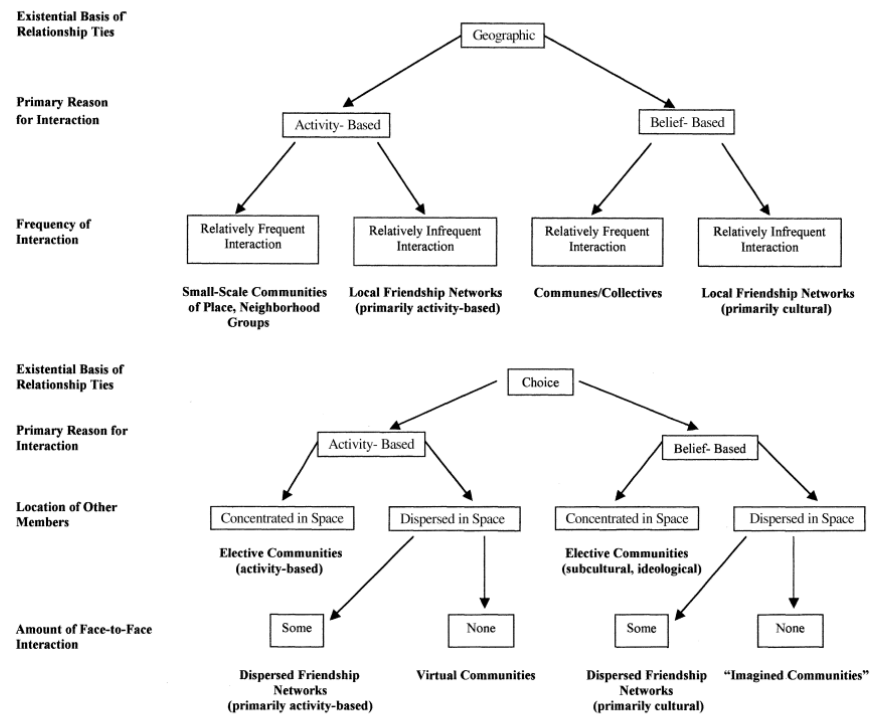 Existential Basis of
Relationship Ties
Geographic
Primary Reason
for Interaction
Activity- Based
Belief- Based
Frequency of
Interaction
Relatively Frequent
Interaction
Relatively Infrequent
Interaction
Relatively Frequent
Interaction
Relatively Infrequent
Interaction
Small-Scale Communities
of Place, Neighborhood
Groups
Local Friendship Networks
(primarily activity-based)
Communes/Collectives
Local Friendship Networks
(primarily cultural)
Existential Basis of
Relationship Ties
Choice
Primary Reason for
Interaction
Activity- Based
Belief- Based
Location of Other
Members
Concentrated in Space
Dispersed in Space
Concentrated in Space
Dispersed in Space
Elective Communities
(activity-based)
Elective Communities
(subcultural, ideological)
Amount of Face-to-Face
Interaction
Some
None
Some
None
Dispersed Friendship
Networks
(primarily activity-based)
Virtual Communities
Dispersed Friendship
Networks
(primarily cultural)
“Imagined Communities”